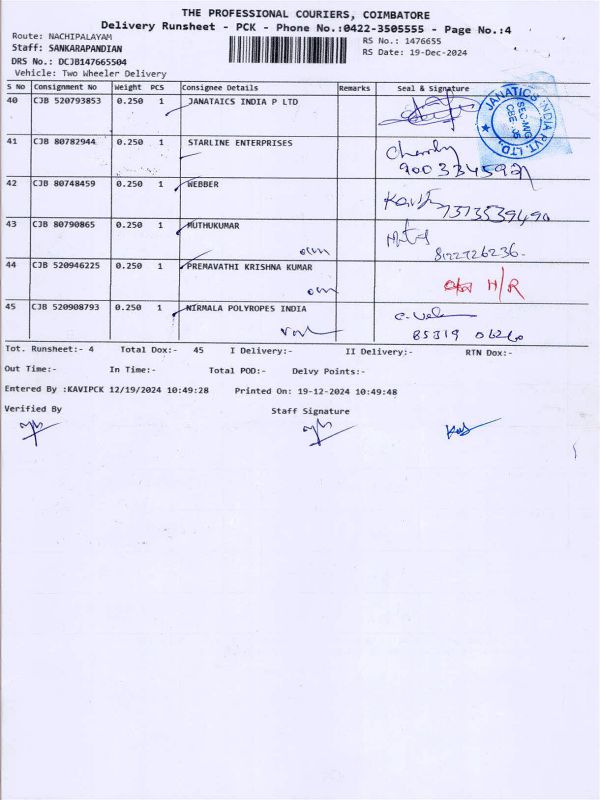 THE PROFESSIONAL COURIERS, COIMBATORE
Delivery Runsheet - PCK - Phone No.:0422-3505555 - Page No.:4
Route: NACHIPALAYAM
RS No.: 1476655
Staff: SANKARAPANDIAN
RS Date: 19-Dec-2024
DRS No.: DCJB147665504
Vehicle: Two Wheeler Delivery
S No Consignment No Weight PCS Consignee Details Remarks Seal & Signature
40 CJB 520793853 0.250 1 JANATAICS INDIA P LTD
JANATICS INDIA PVT. LTD.,
41 CJB 80782944 0.250 1 STARLINE ENTERPRISES
42 CJB 80748459 0.250 1 WEBBER
43 CJB 80790865 0.250 1 MUTHUKUMAR
8122726236.
44 CJB 520946225 0.250 1 PREMAVATHI KRISHNA KUMAR
H/R
45 CJB 520908793 0.250 1 NIRMALA POLYROPES INDIA
85319 06260
Tot. Runsheet:- 4 Total Dox:- 45 I Delivery:- II Delivery:- RTN Dox:-
Out Time:- In Time:- Total POD:- Delvy Points:-
Entered By :KAVIPCK 12/19/2024 10:49:28 Printed On: 19-12-2024 10:49:48
Verified By Staff Signature